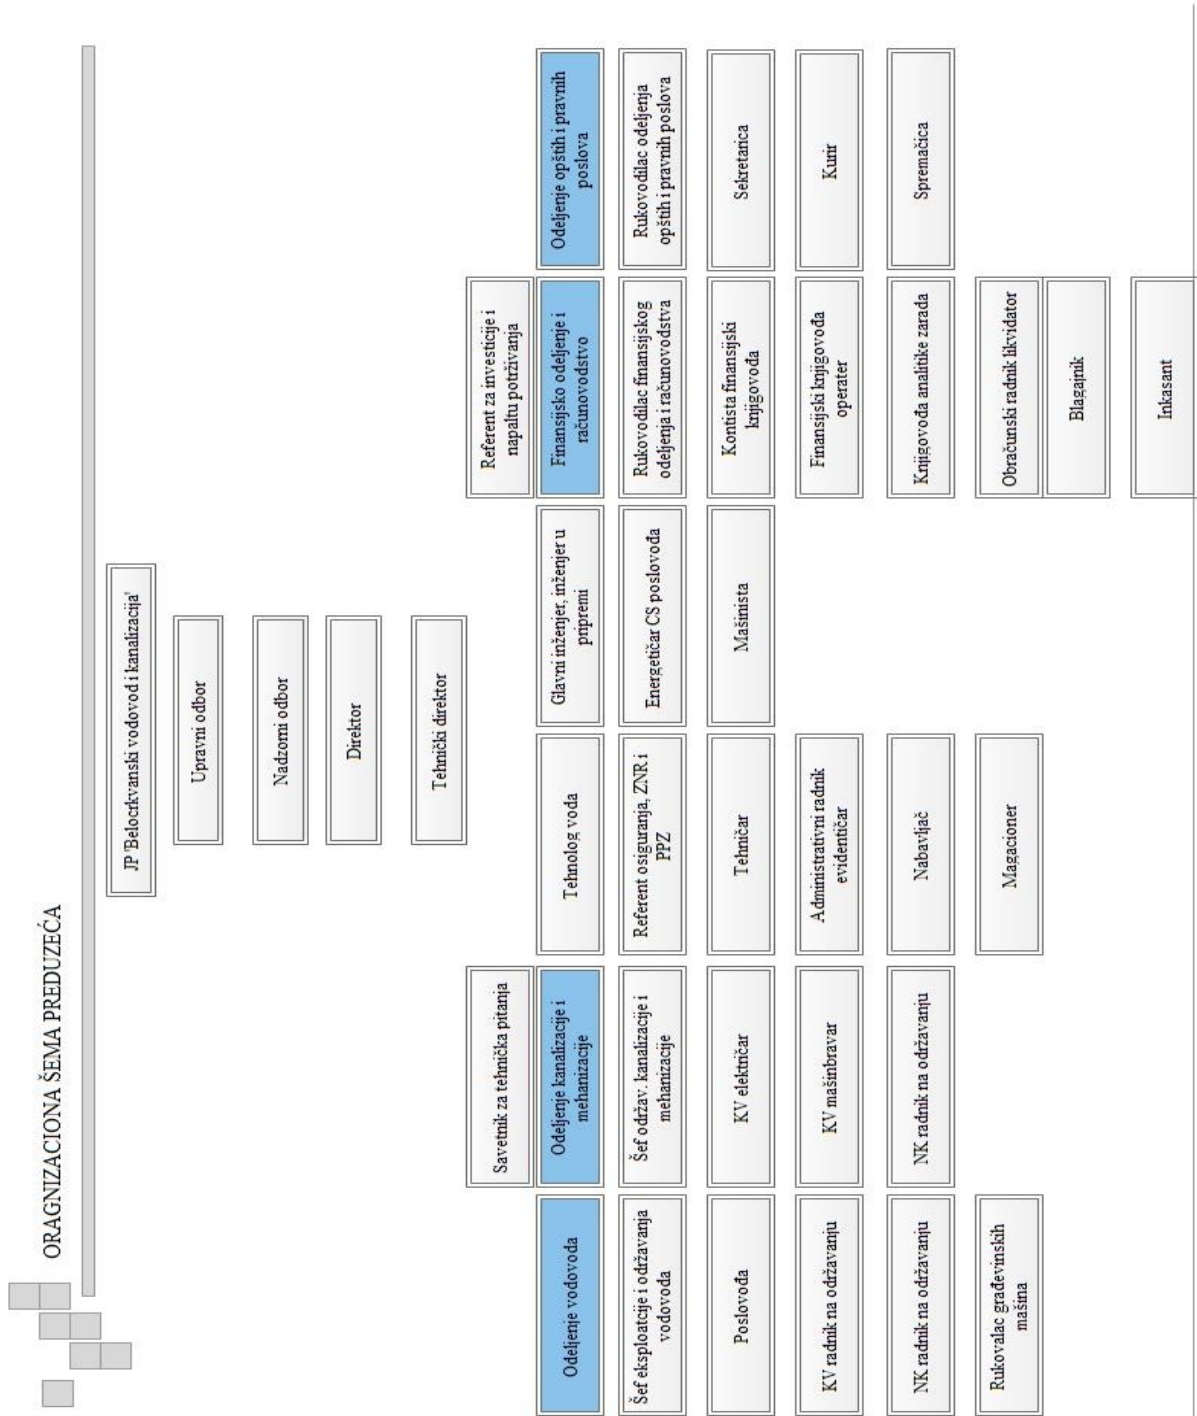 ORAGNIZACIONA ŠEMA PREDUZEĆA
JP 'Belocrkvanski vodovod i kanalizacija'
Upravni odbor
Nadzorni odbor
Direktor
Tehnički direktor
Savetnik za tehnička pitanja
Referent za investicije i
napaltu potrživanja
Odeljenje vodovoda
Odeljenje kanalizacije i
mehanizacije
Tehnolog voda
Glavni inženjer, inženjer u
pripremi
Finansijsko odeljenje i
računovodstvo
Odeljenje opštih i pravnih
poslova
Šef eksploatcije i održavanja
vodovoda
Šef održav. kanalizacije i
mehanizacije
Referent osiguranja, ZNR i
PPZ
Energetičar CS poslovođa
Rukovodilac finansijskog
odeljenja i računovodstva
Rukovodilac odeljenja
opštih i pravnih poslova
Poslovođa
KV električar
Tehničar
Mašinista
Kontista finansijski
knjigovođa
Sekretarica
KV radnik na održavanju
KV mašinbravar
Administrativni radnik
evidentičar
Finansijski knjigovođa
operater
Kurir
NK radnik na održavanju
NK radnik na održavanju
Nabavljač
Knjigovođa analitike zarada
Spremačica
Rukovalac građevinskih
mašina
Magacioner
Obračunski radnik likvidator
Blagajnik
Inkasant